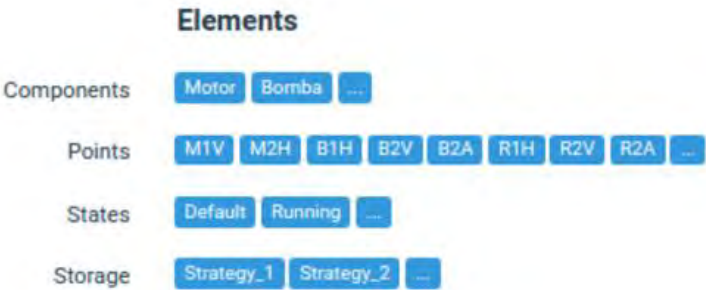 Elements
Components Motor Bomba ...
Points M1V M2H B1H B2V B2A R1H R2V R2A ...
States Default Running ...
Storage Strategy_1 Strategy_2 ...